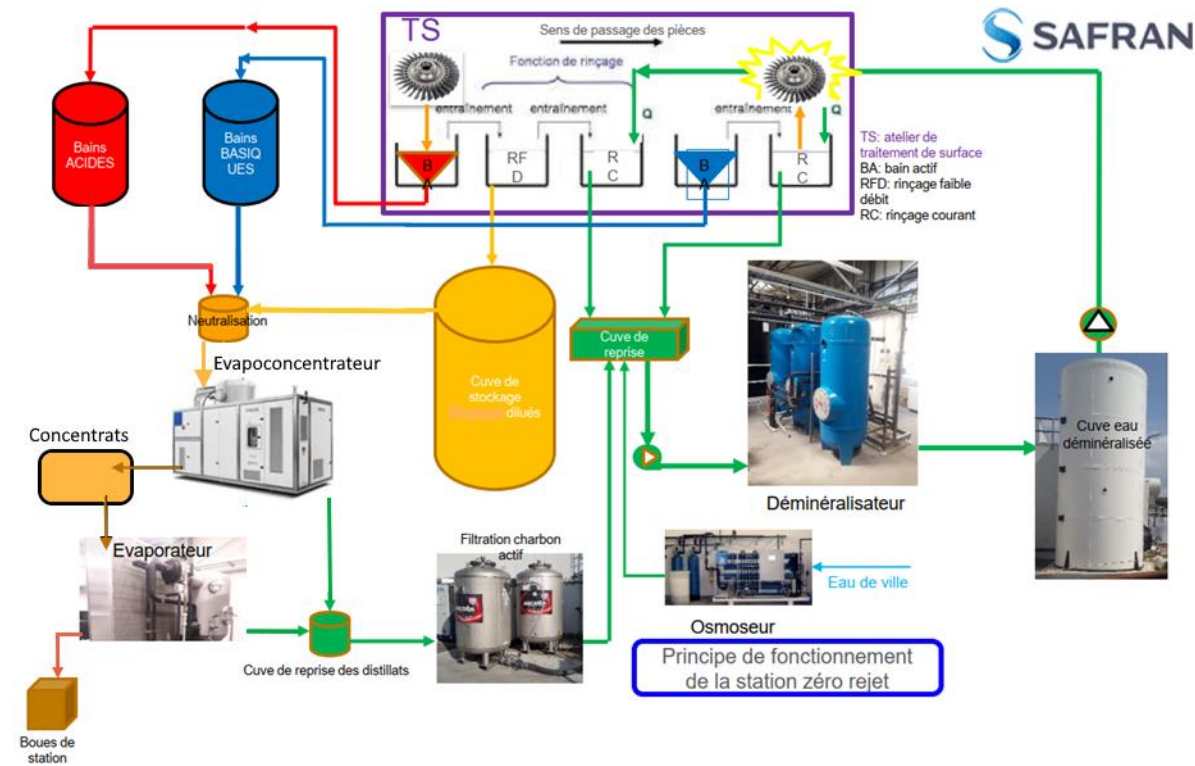 TS
Sens de passage des pièces
SAFRAN
Fonction de rinçage
entraînement
entraînement
entraînement
Q
Q
Bains
ACIDES
Bains
BASIQ
UES
B
A
RF
D
R
C
B
A
R
C
TS: atelier de
traitement de surface
BA: bain actif
RFD: rinçage faible
débit
RC: rinçage courant
Neutralisation
Evapoconcentrateur
Cuve de
stockage
dilués
Cuve de
reprise
Cuve eau
déminéralisée
Concentrats
Déminéralisateur
Evaporateur
Filtration charbon
actif
Eau de ville
Osmoseur
Cuve de reprise des distillats
Principe de fonctionnement
de la station zéro rejet
Boues de
station